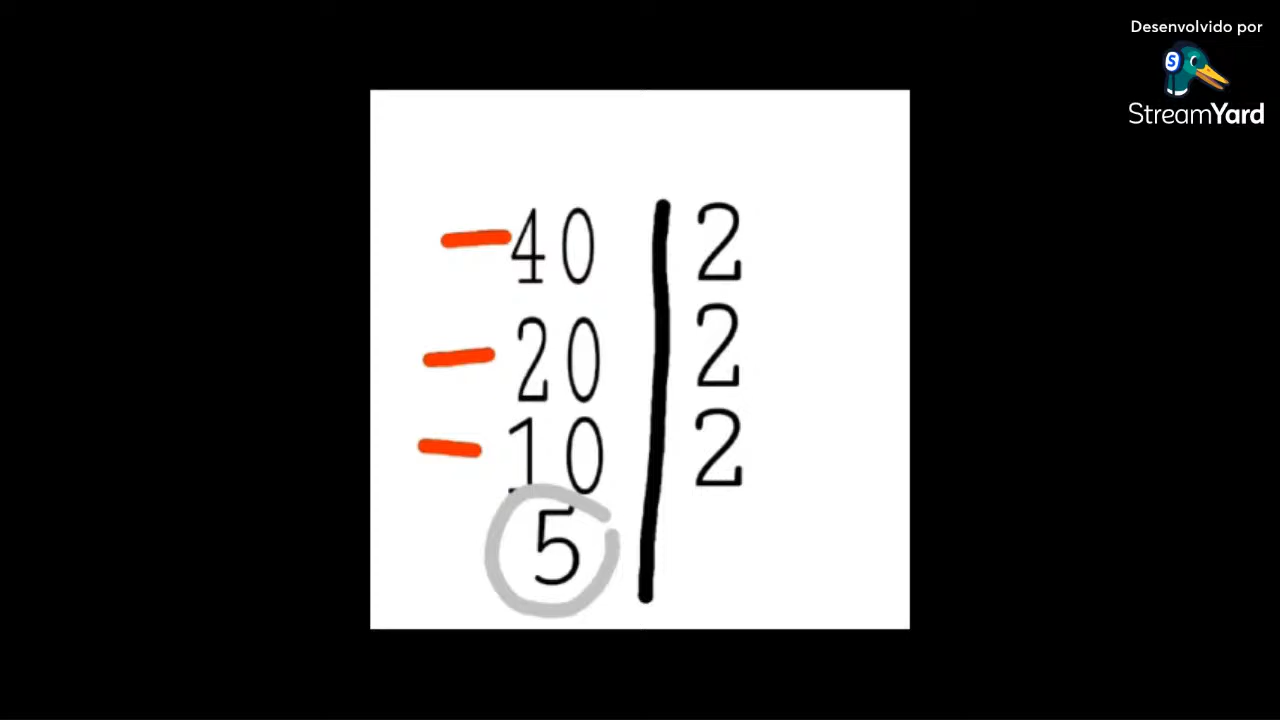 Desenvolvido por
StreamYard
- 40 | 2
- 20 | 2
- 10 | 2
5